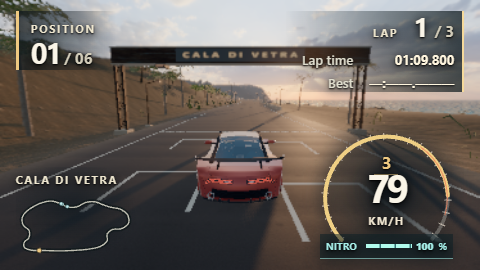 POSITION
01 / 06
LAP 1 / 3
Lap time 01:09.800
Best --:--.---
CALA DI VETRA
CALA DI VETRA
3
79
KM/H
NITRO 100 %